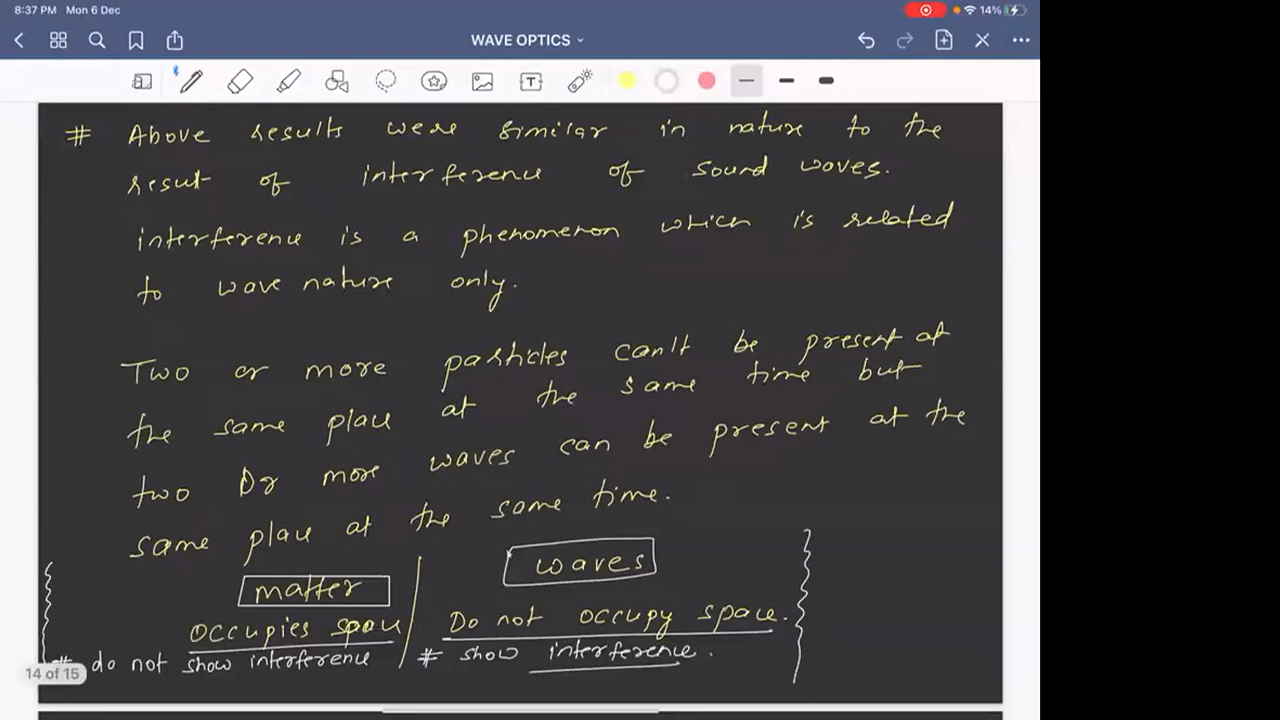 8:37 PM Mon 6 Dec 14%
WAVE OPTICS
# Above results were similar in nature to the
result of interference of sound waves.
interference is a phenomenon which is related
to wave nature only.
Two or more particles can't be present at
the same place at the same time but
two Or more waves can be present at the
same place at the same time.
matter waves
occupies space Do not occupy space.
# do not show interference # show interference.
14 of 15